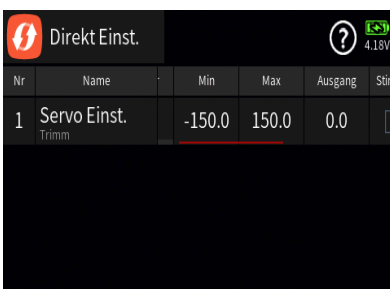 Direkt Einst.
? 4.18V
Nr Name Min Max Ausgang
1 Servo Einst. -150.0 150.0 0.0
Trimm